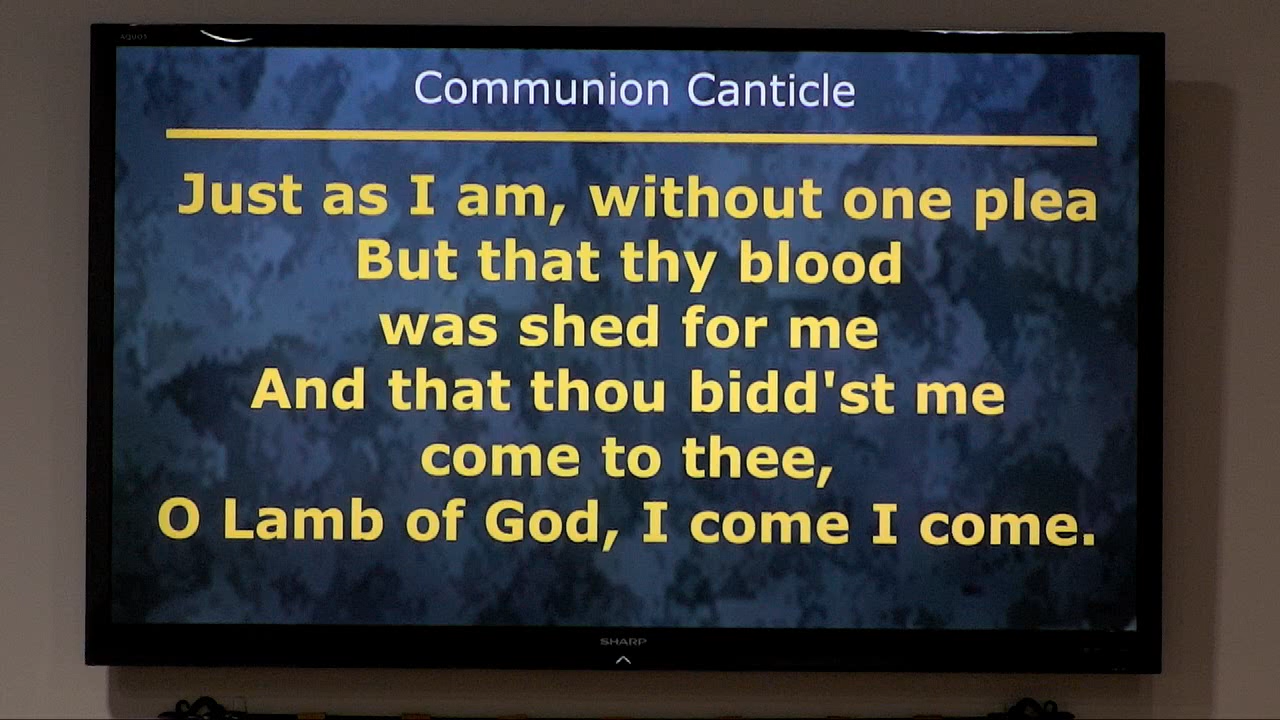 AQUOS
Communion Canticle
Just as I am, without one plea
But that thy blood
was shed for me
And that thou bidd'st me
come to thee,
O Lamb of God, I come I come.
SHARP